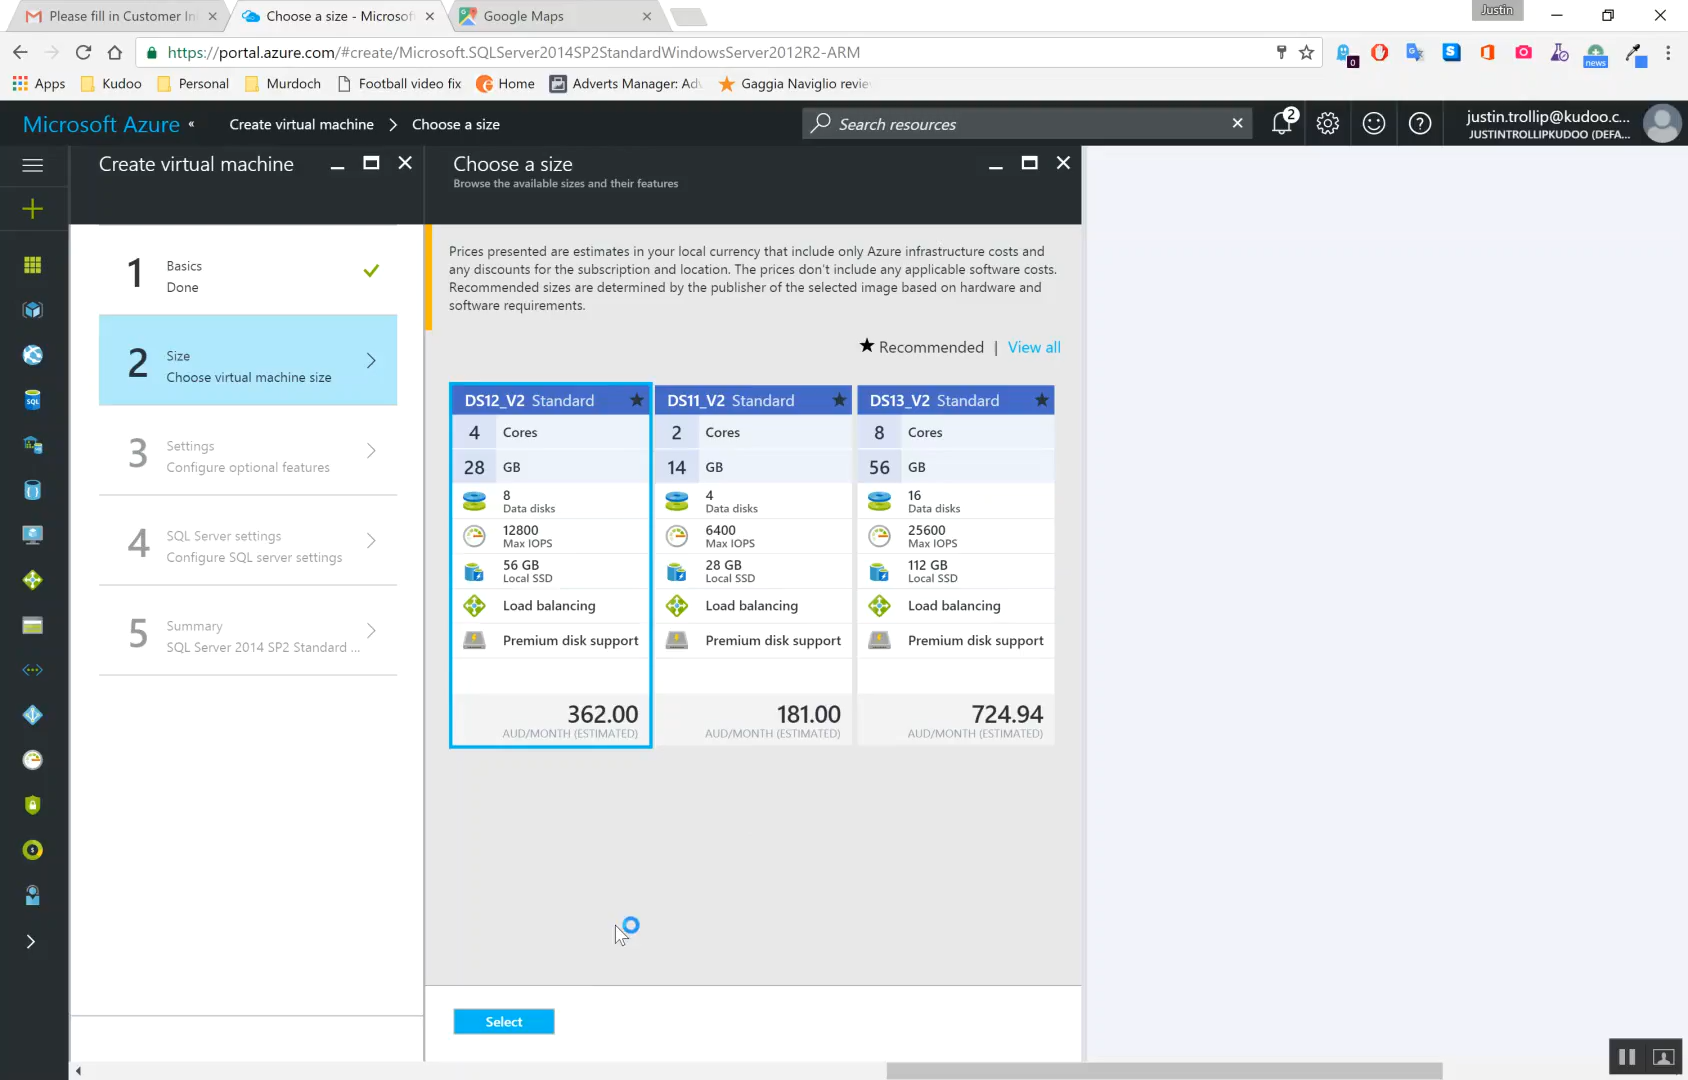 Please fill in Customer In
Choose a size - Microsof
Google Maps
Justin
https://portal.azure.com/#create/Microsoft.SQLServer2014SP2StandardWindowsServer2012R2-ARM
0
news
Apps
Kudoo
Personal
Murdoch
Football video fix
Home
Adverts Manager: Adv
Gaggia Naviglio revie
Microsoft Azure «
Create virtual machine
Choose a size
Search resources
2
justin.trollip@kudoo.c...
JUSTINTROLLIPKUDOO (DEFA...
Create virtual machine
Choose a size
Browse the available sizes and their features
1
Basics
Done
2
Size
Choose virtual machine size
3
Settings
Configure optional features
4
SQL Server settings
Configure SQL server settings
5
Summary
SQL Server 2014 SP2 Standard ...
SQL
Prices presented are estimates in your local currency that include only Azure infrastructure costs and
any discounts for the subscription and location. The prices don't include any applicable software costs.
Recommended sizes are determined by the publisher of the selected image based on hardware and
software requirements.
★ Recommended | View all
DS12_V2 Standard ★
4 Cores
28 GB
8
Data disks
12800
Max IOPS
56 GB
Local SSD
Load balancing
Premium disk support
362.00
AUD/MONTH (ESTIMATED)
DS11_V2 Standard ★
2 Cores
14 GB
4
Data disks
6400
Max IOPS
28 GB
Local SSD
Load balancing
Premium disk support
181.00
AUD/MONTH (ESTIMATED)
DS13_V2 Standard ★
8 Cores
56 GB
16
Data disks
25600
Max IOPS
112 GB
Local SSD
Load balancing
Premium disk support
724.94
AUD/MONTH (ESTIMATED)
Select